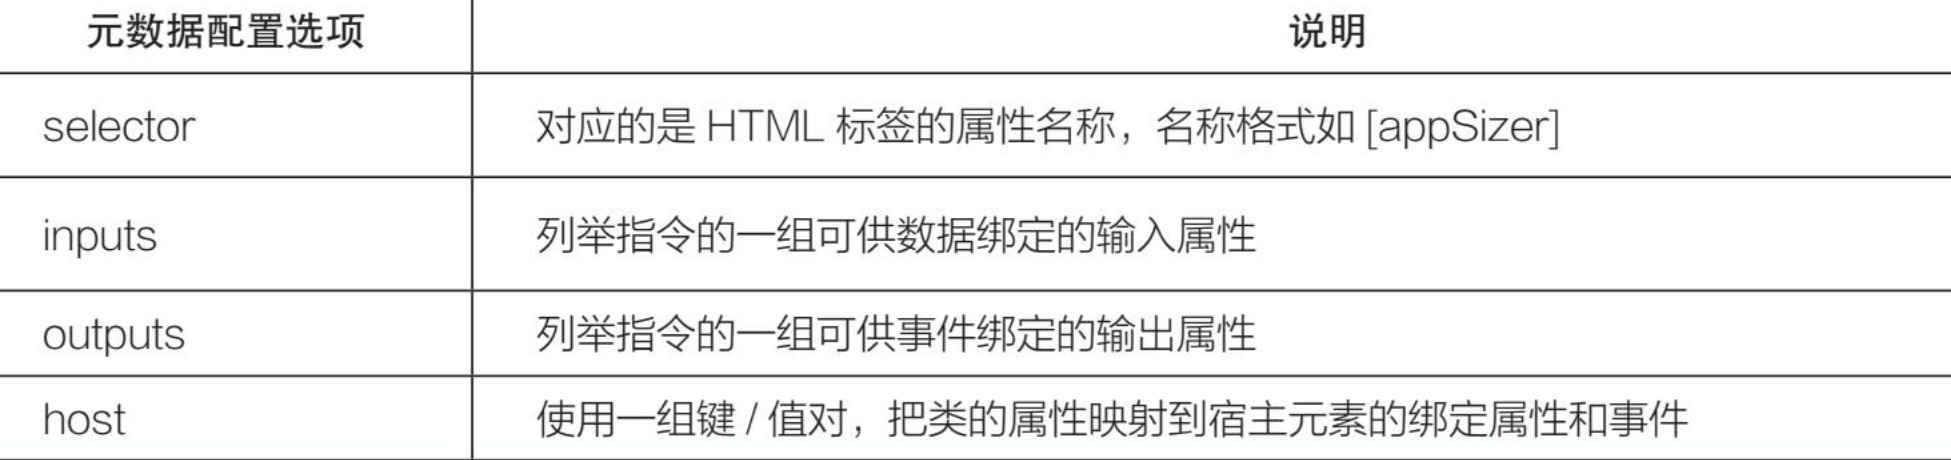 元数据配置选项 说明
selector 对应的是 HTML 标签的属性名称，名称格式如 [appSizer]
inputs 列举指令的一组可供数据绑定的输入属性
outputs 列举指令的一组可供事件绑定的输出属性
host 使用一组键 / 值对，把类的属性映射到宿主元素的绑定属性和事件